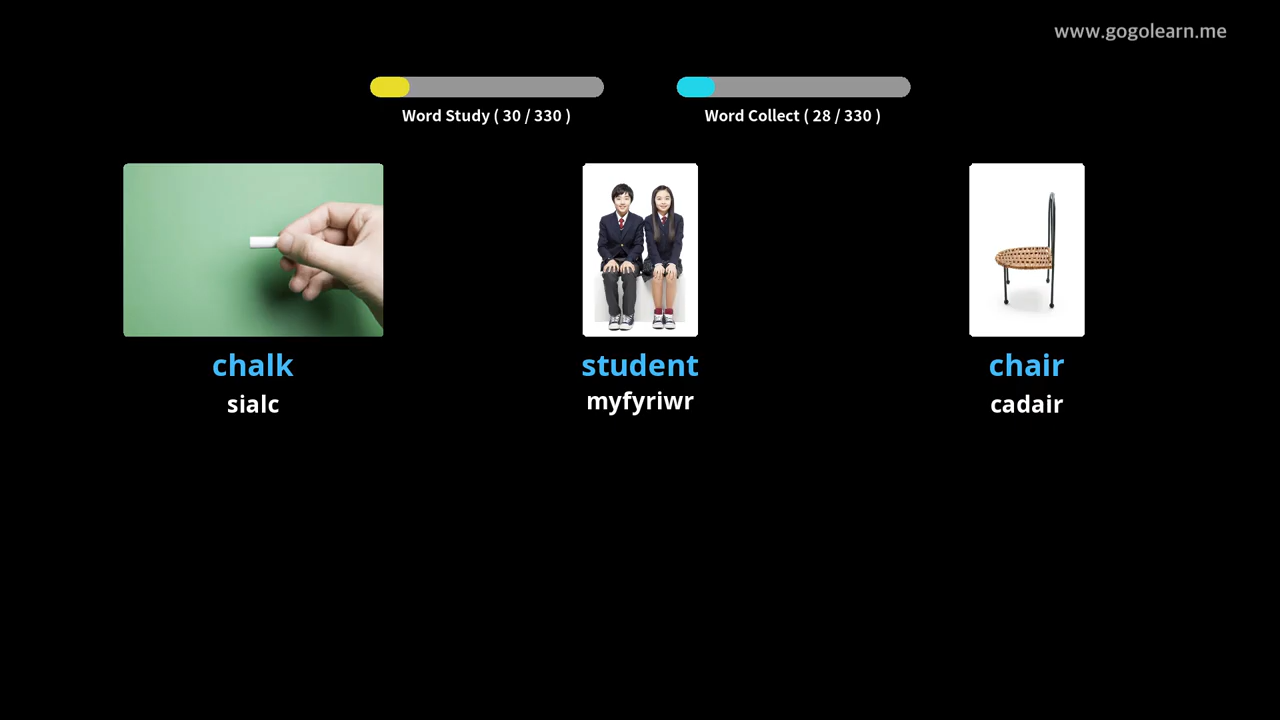 www.gogolearn.me
Word Study ( 30 / 330 )
Word Collect ( 28 / 330 )
chalk
sialc
student
myfyriwr
chair
cadair